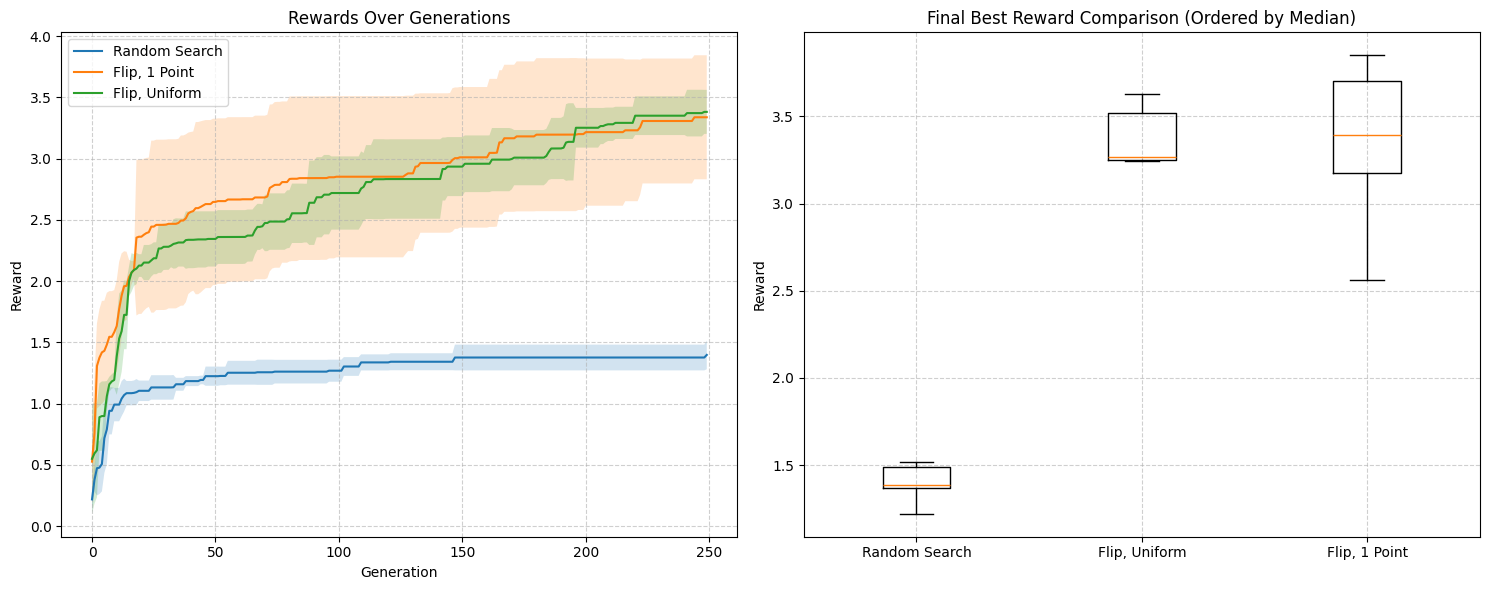 Rewards Over Generations
Random Search
Flip, 1 Point
Flip, Uniform
Reward
4.0
3.5
3.0
2.5
2.0
1.5
1.0
0.5
0.0
0 50 100 150 200 250
Generation
Final Best Reward Comparison (Ordered by Median)
Reward
3.5
3.0
2.5
2.0
1.5
Random Search Flip, Uniform Flip, 1 Point